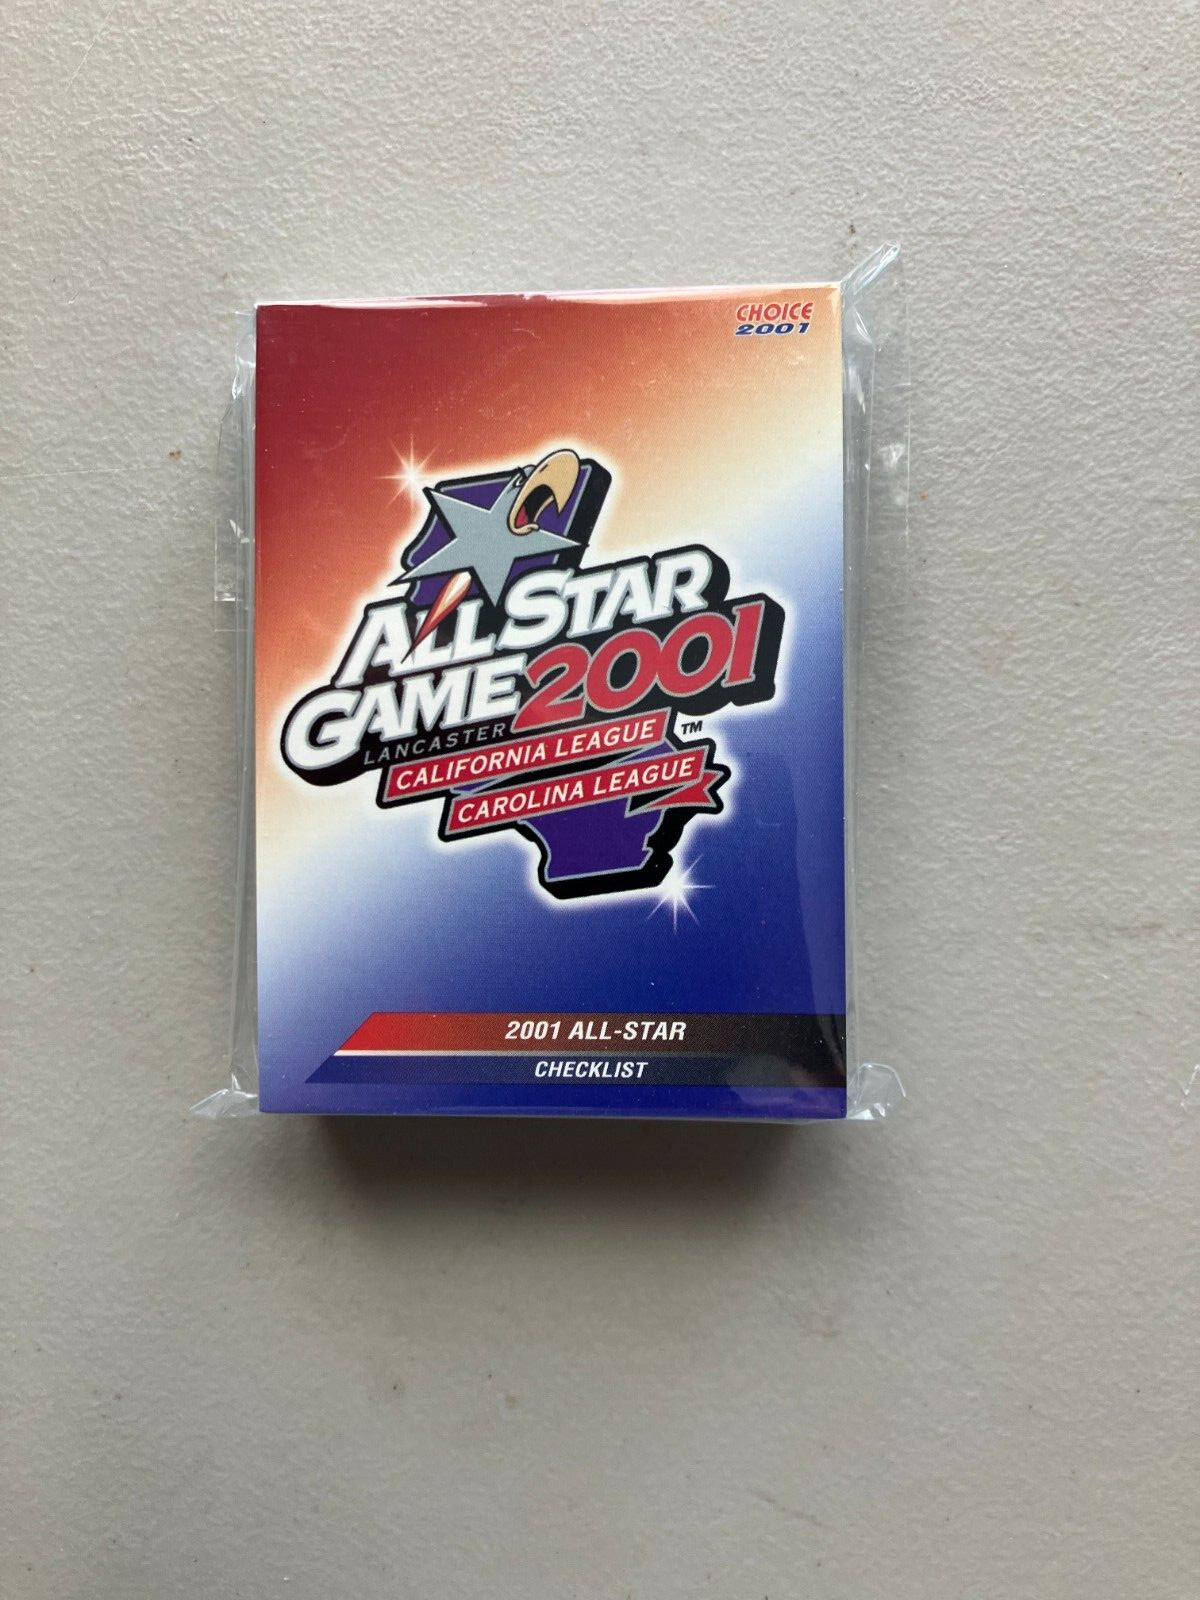 CHOICE
2001
ALL STAR
GAME 2001
LANCASTER
CALIFORNIA LEAGUE
TM
CAROLINA LEAGUE
2001 ALL-STAR
CHECKLIST